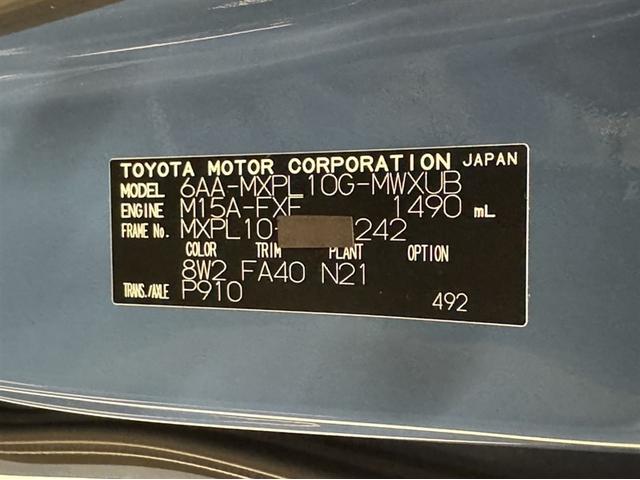 TOYOTA MOTOR CORPORATION JAPAN
MODEL 6AA-MXPL10G-MWXUB
ENGINE M15A-FXE 1490 mL
FRAME No. MXPL10- 242
COLOR TRIM PLANT OPTION
8W2 FA40 N21
TRANS./AXLE P910 492